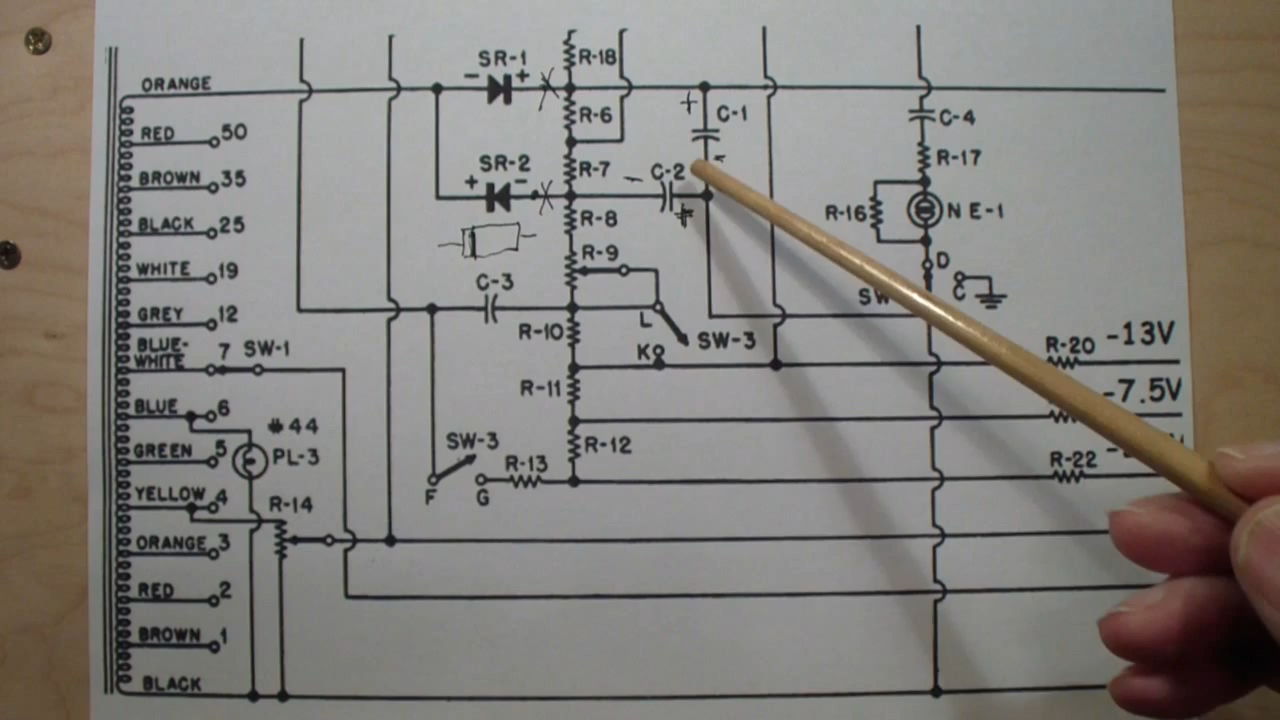 ORANGE
RED 50
BROWN 35
BLACK 25
WHITE 19
GREY 12
BLUE-
WHITE 7 SW-1
BLUE 6
#44
GREEN 5 PL-3
YELLOW 4 R-14
ORANGE 3
RED 2
BROWN 1
BLACK
SR-1
- +
SR-2
+ -
R-18
R-6
R-7
R-8
R-9
C-3
R-10
R-11
R-12
SW-3
R-13
F G
+ C-1
-
- C-2
+
L SW-3
K
C-4
R-17
R-16 NE-1
D
SW
C
R-20 -13V
-7.5V
R-22